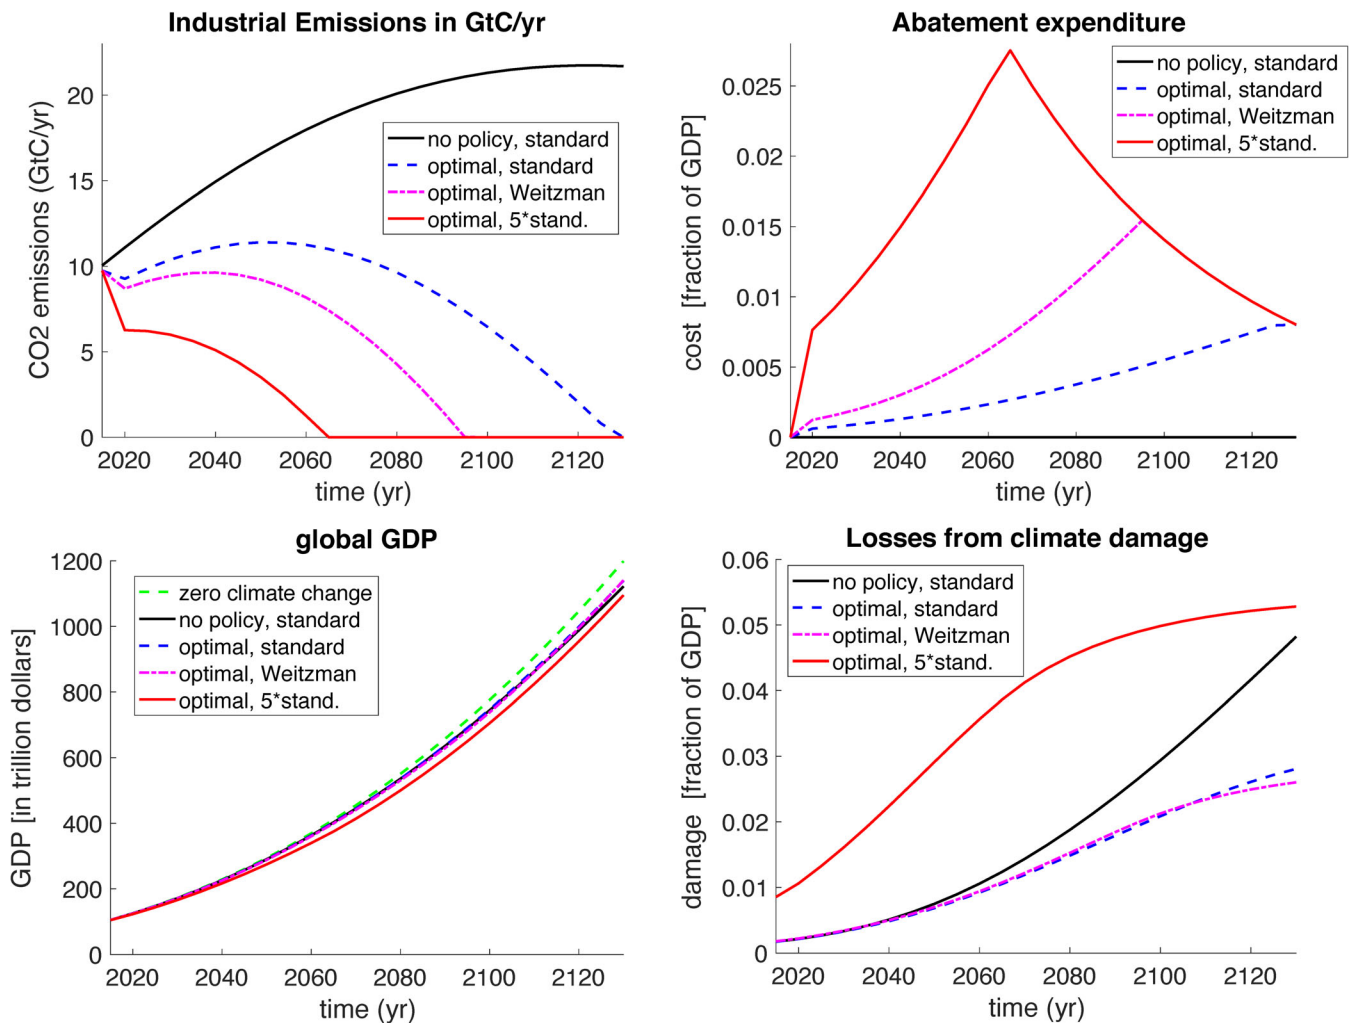 Industrial Emissions in GtC/yr
CO2 emissions (GtC/yr)
20
15
10
5
0
no policy, standard
optimal, standard
optimal, Weitzman
optimal, 5*stand.
2020 2040 2060 2080 2100 2120
time (yr)
Abatement expenditure
cost [fraction of GDP]
0.025
0.02
0.015
0.01
0.005
0
no policy, standard
optimal, standard
optimal, Weitzman
optimal, 5*stand.
2020 2040 2060 2080 2100 2120
time (yr)
global GDP
GDP [in trillion dollars]
1200
1000
800
600
400
200
0
zero climate change
no policy, standard
optimal, standard
optimal, Weitzman
optimal, 5*stand.
2020 2040 2060 2080 2100 2120
time (yr)
Losses from climate damage
damage [fraction of GDP]
0.06
0.05
0.04
0.03
0.02
0.01
0
no policy, standard
optimal, standard
optimal, Weitzman
optimal, 5*stand.
2020 2040 2060 2080 2100 2120
time (yr)